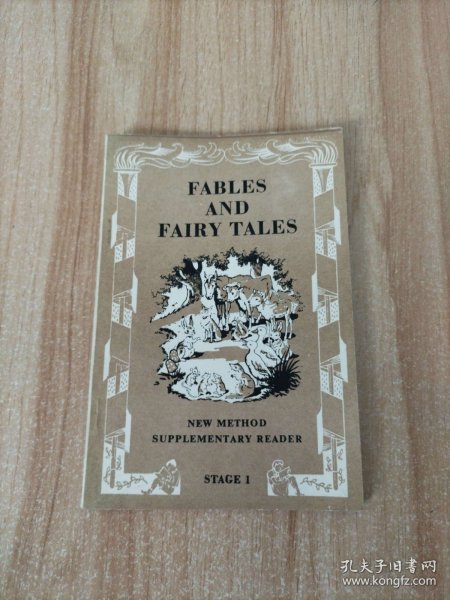 FABLES
AND
FAIRY TALES
NEW METHOD
SUPPLEMENTARY READER
STAGE 1
孔夫子旧书网
www.kongfz.com